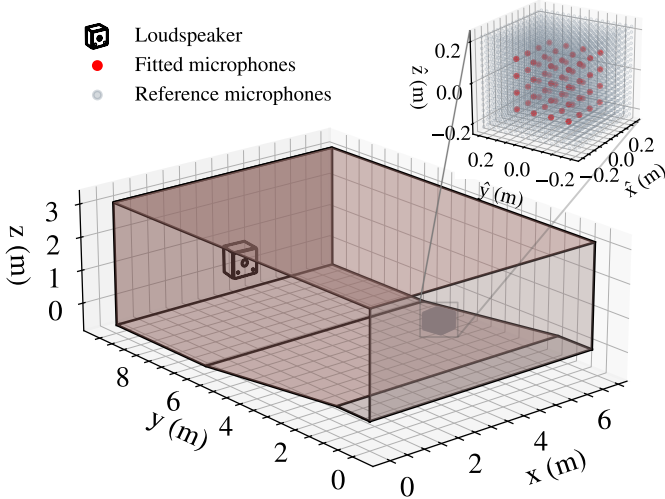 Loudspeaker
Fitted microphones
Reference microphones
0.2
0.0
−0.2
ẑ (m)
0.2
0.0
−0.2
ŷ (m)
−0.2
0.0
0.2
x̂ (m)
3
2
1
0
z (m)
8
6
4
2
0
y (m)
0
2
4
6
x (m)